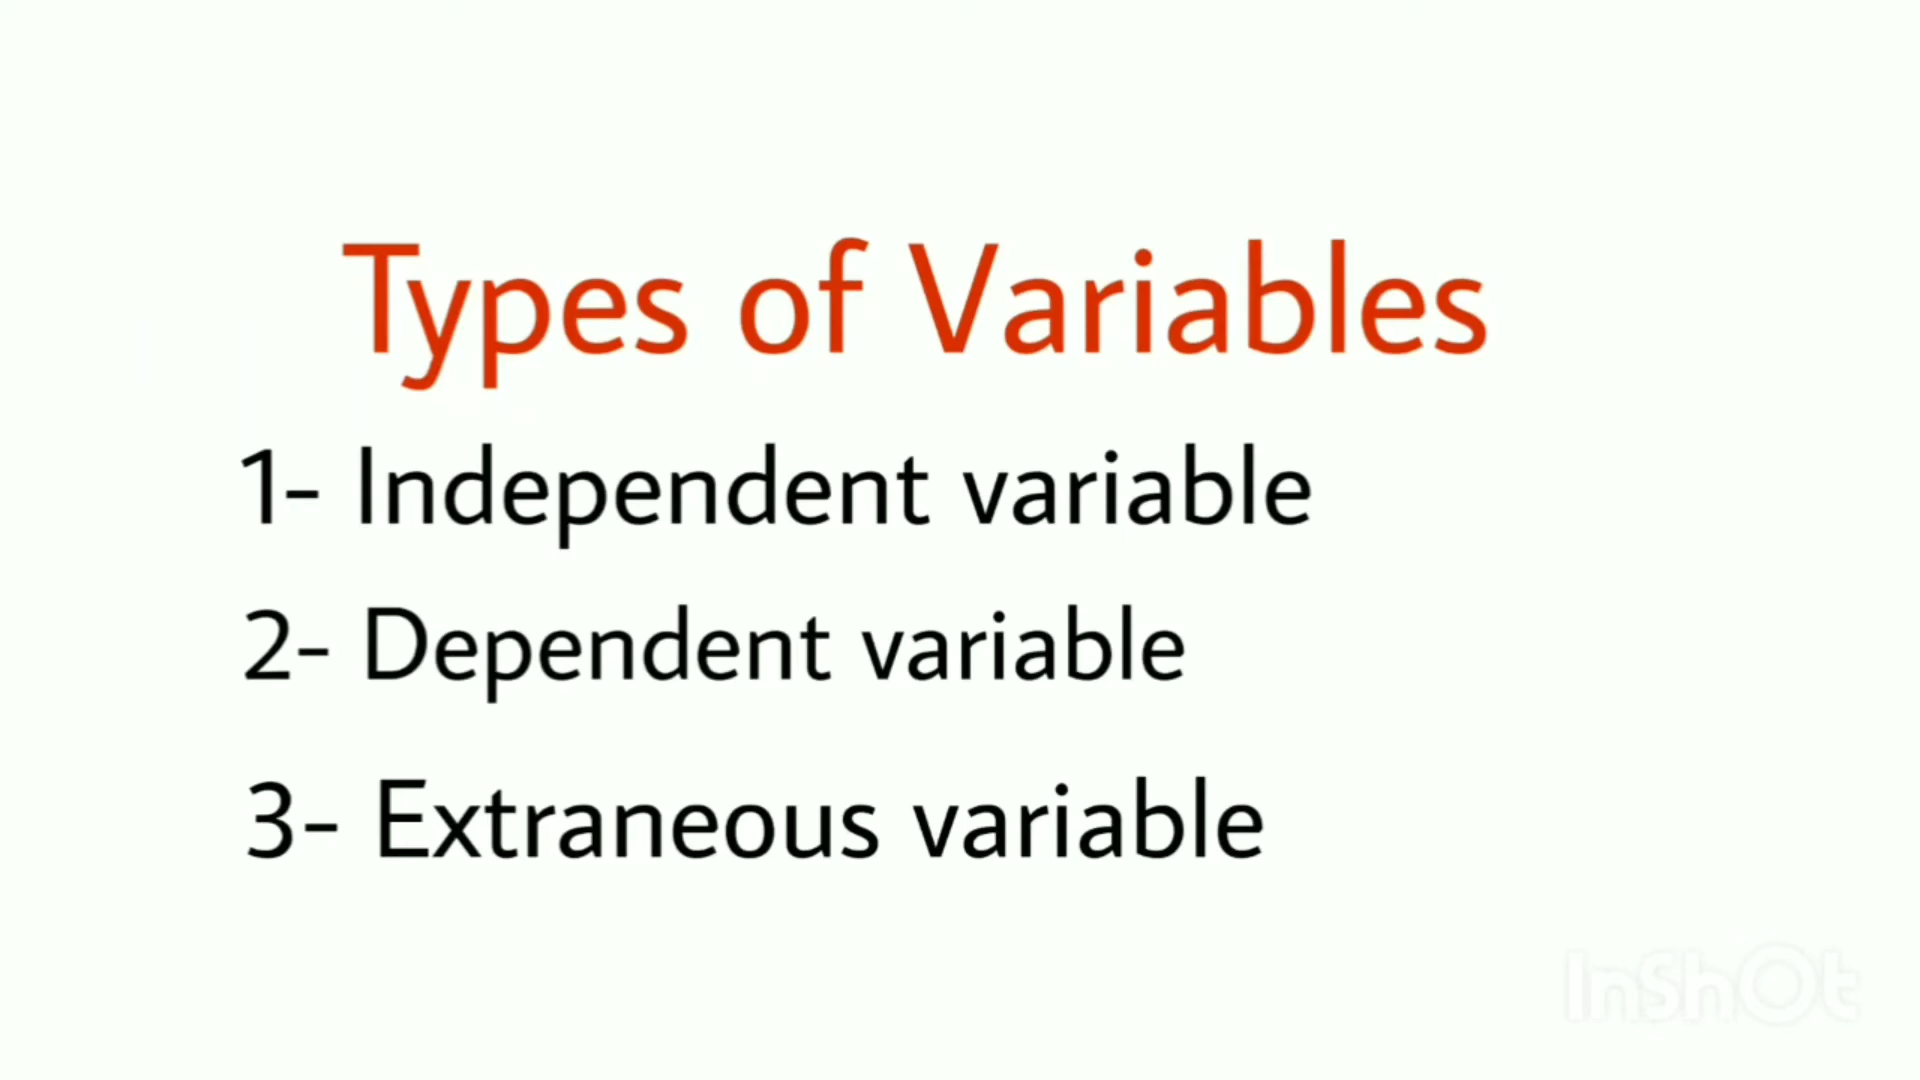 Types of Variables
1- Independent variable
2- Dependent variable
3- Extraneous variable
InShOt